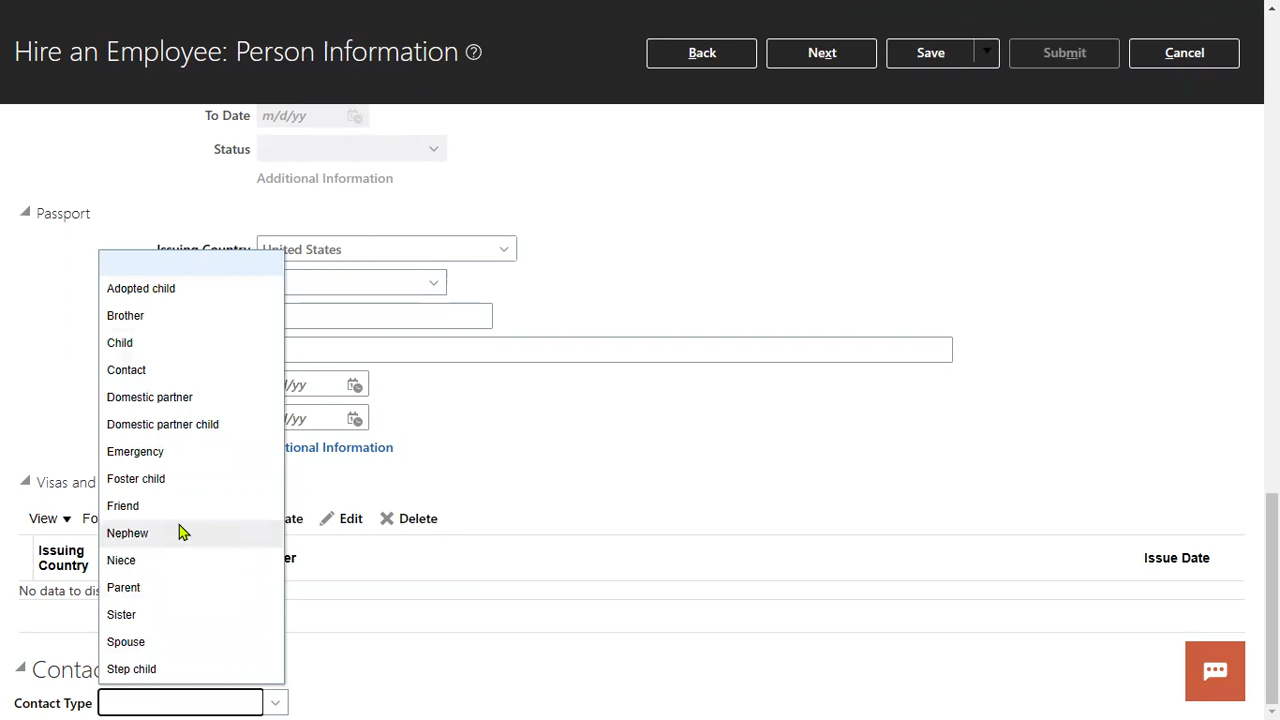 Hire an Employee: Person Information
Back
Next
Save
Submit
Cancel
To Date m/d/yy
Status
Additional Information
Passport
Issuing Country United States
Adopted child
Brother
Child
Contact
Domestic partner
Domestic partner child
Emergency
Foster child
Friend
Nephew
Niece
Parent
Sister
Spouse
Step child
/yy
/yy
tional Information
Visas and
View Fo ate Edit Delete
Issuing Country er Issue Date
No data to dis
Contac
Contact Type